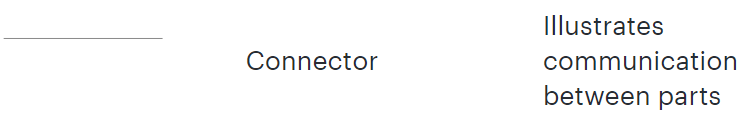 Connector
Illustrates
communication
between parts